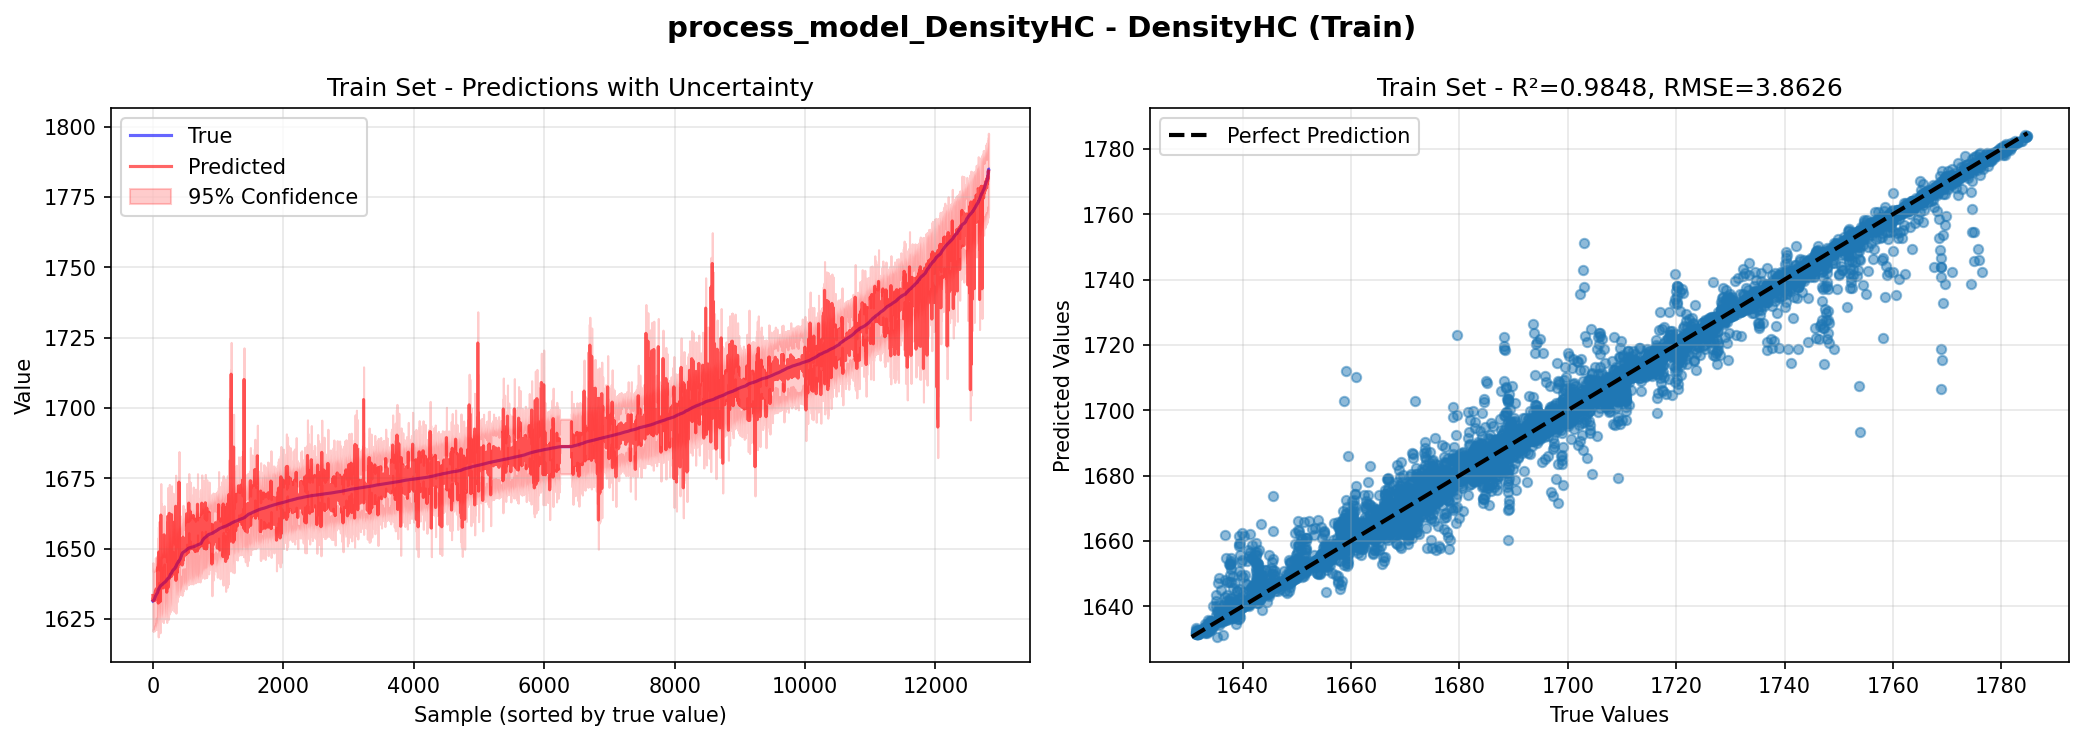 process_model_DensityHC - DensityHC (Train)
Train Set - Predictions with Uncertainty
True
Predicted
95% Confidence
1800
1775
1750
1725
1700
1675
1650
1625
Value
0 2000 4000 6000 8000 10000 12000
Sample (sorted by true value)
Train Set - R²=0.9848, RMSE=3.8626
Perfect Prediction
1780
1760
1740
1720
1700
1680
1660
1640
Predicted Values
1640 1660 1680 1700 1720 1740 1760 1780
True Values